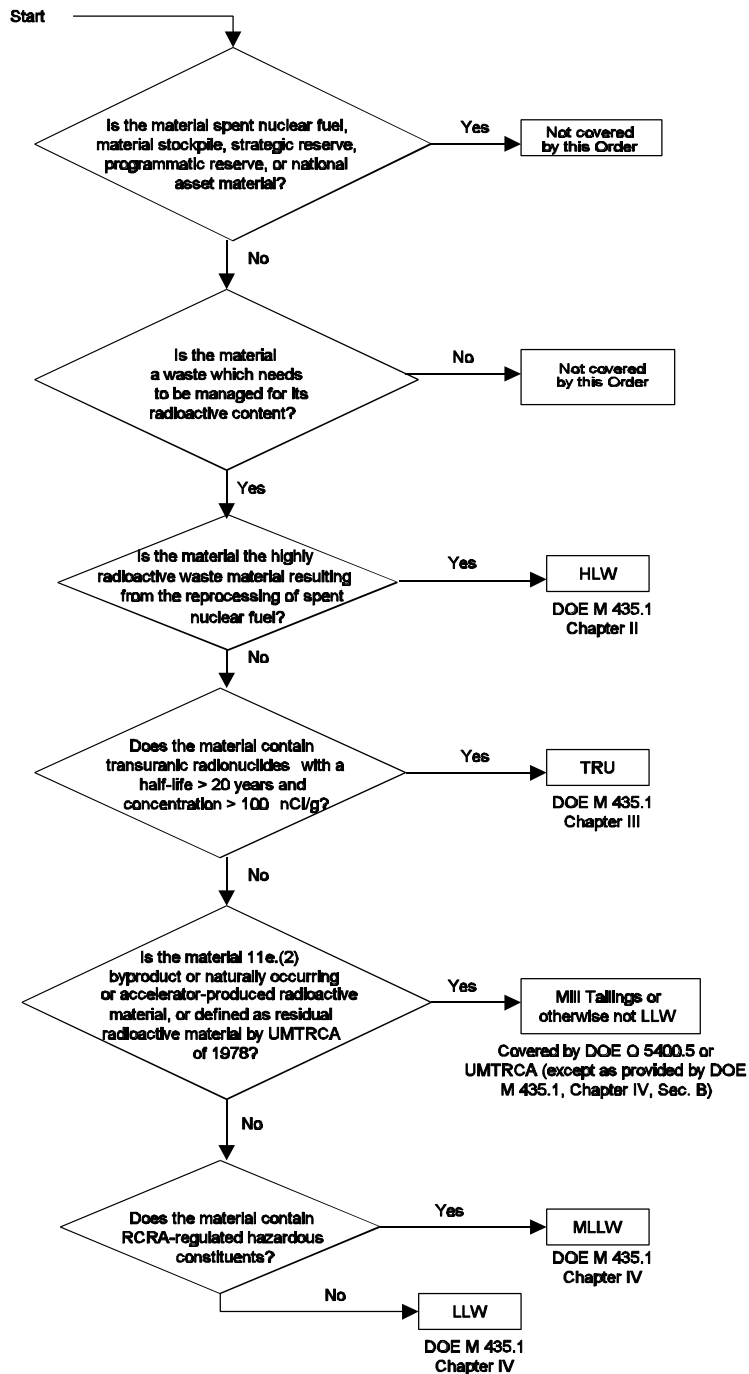 Start
Is the material spent nuclear fuel,
material stockpile, strategic reserve,
programmatic reserve, or national
asset material?
Yes
Not covered
by this Order
No
Is the material
a waste which needs
to be managed for its
radioactive content?
No
Not covered
by this Order
Yes
Is the material the highly
radioactive waste material resulting
from the reprocessing of spent
nuclear fuel?
Yes
HLW
DOE M 435.1
Chapter II
No
Does the material contain
transuranic radionuclides with a
half-life > 20 years and
concentration > 100 nCi/g?
Yes
TRU
DOE M 435.1
Chapter III
No
Is the material 11e.(2)
byproduct or naturally occurring
or accelerator-produced radioactive
material, or defined as residual
radioactive material by UMTRCA
of 1978?
Yes
Mill Tailings or
otherwise not LLW
Covered by DOE O 5400.5 or
UMTRCA (except as provided by DOE
M 435.1, Chapter IV, Sec. B)
No
Does the material contain
RCRA-regulated hazardous
constituents?
Yes
MLLW
DOE M 435.1
Chapter IV
No
LLW
DOE M 435.1
Chapter IV